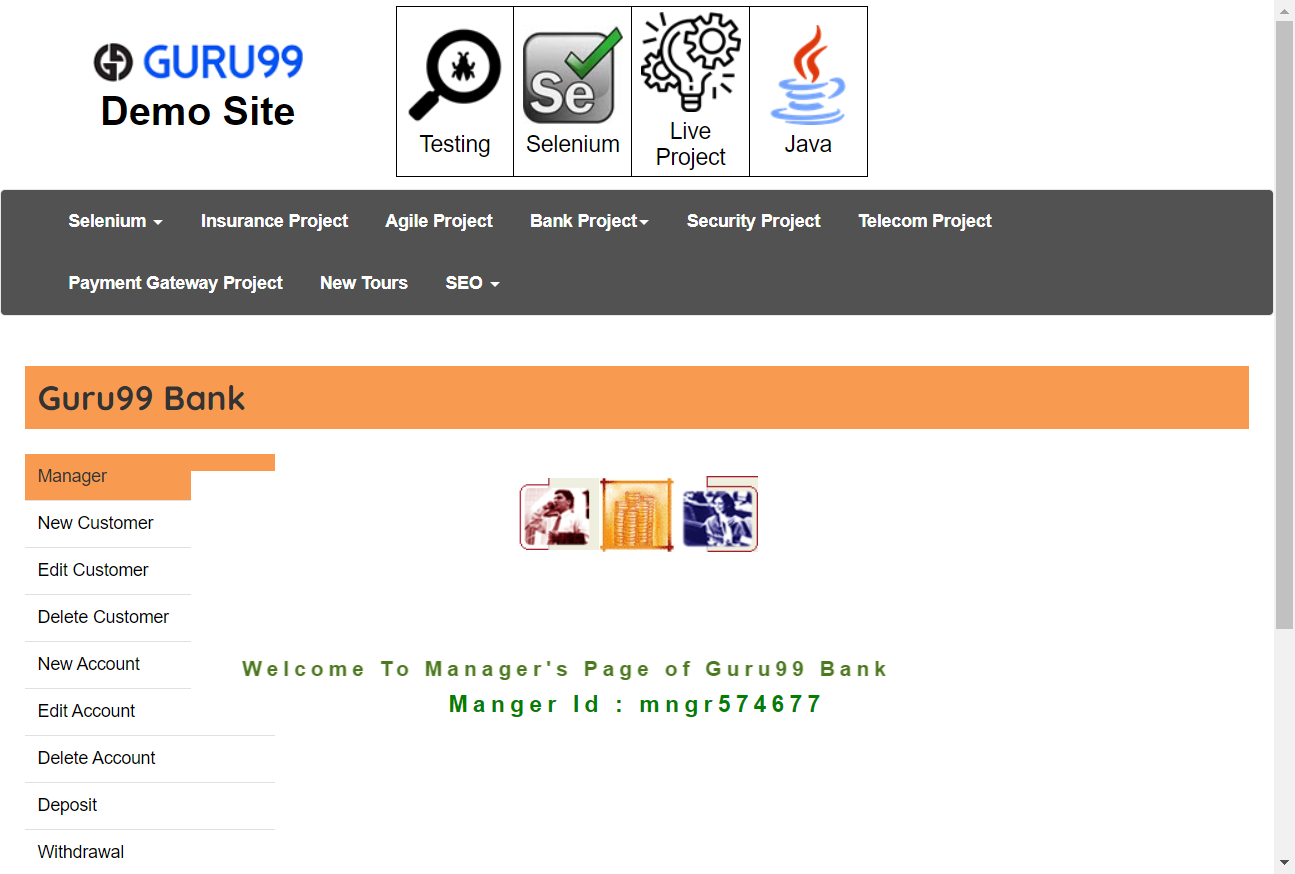 GURU99
Demo Site
Testing
Se
Selenium
Live
Project
Java
Selenium
Insurance Project
Agile Project
Bank Project
Security Project
Telecom Project
Payment Gateway Project
New Tours
SEO
Guru99 Bank
Manager
New Customer
Edit Customer
Delete Customer
New Account
Edit Account
Delete Account
Deposit
Withdrawal
Welcome To Manager's Page of Guru99 Bank
Manger Id : mngr574677